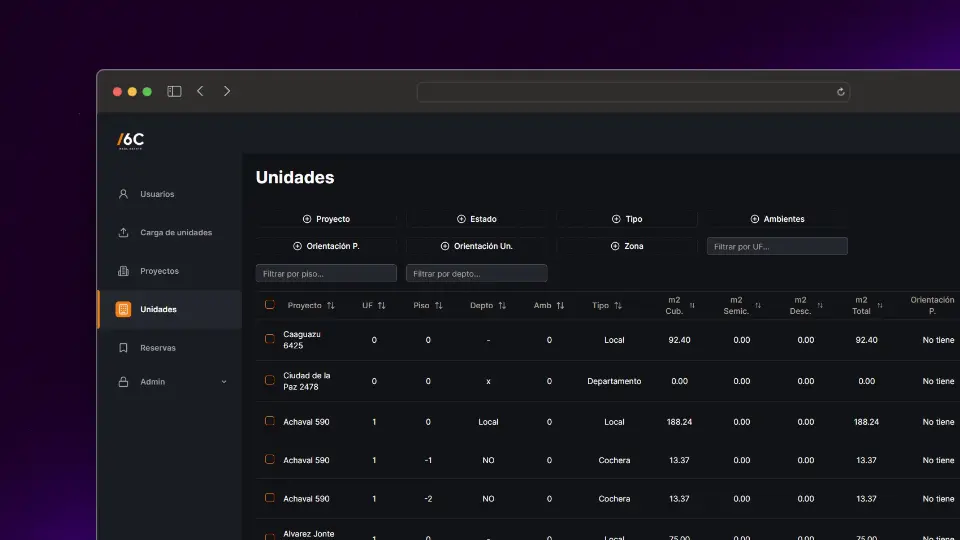 /6C
Usuarios
Carga de unidades
Proyectos
Unidades
Reservas
Admin
Unidades
Proyecto Estado Tipo Ambientes
Orientación P. Orientación Un. Zona Filtrar por UF...
Filtrar por piso... Filtrar por depto...
Proyecto UF Piso Depto Amb Tipo m2 Cub. m2 Semic. m2 Desc. m2 Total Orientación P.
Caaguazu 6425 0 0 - 0 Local 92.40 0.00 0.00 92.40 No tiene
Ciudad de la Paz 2478 0 0 x 0 Departamento 0.00 0.00 0.00 0.00 No tiene
Achaval 590 1 0 Local 0 Local 188.24 0.00 0.00 188.24 No tiene
Achaval 590 1 -1 NO 0 Cochera 13.37 0.00 0.00 13.37 No tiene
Achaval 590 1 -2 NO 0 Cochera 13.37 0.00 0.00 13.37 No tiene
Alvarez Jonte 1 0 - 0 Local 75.00 0.00 0.00 75.00 No tiene